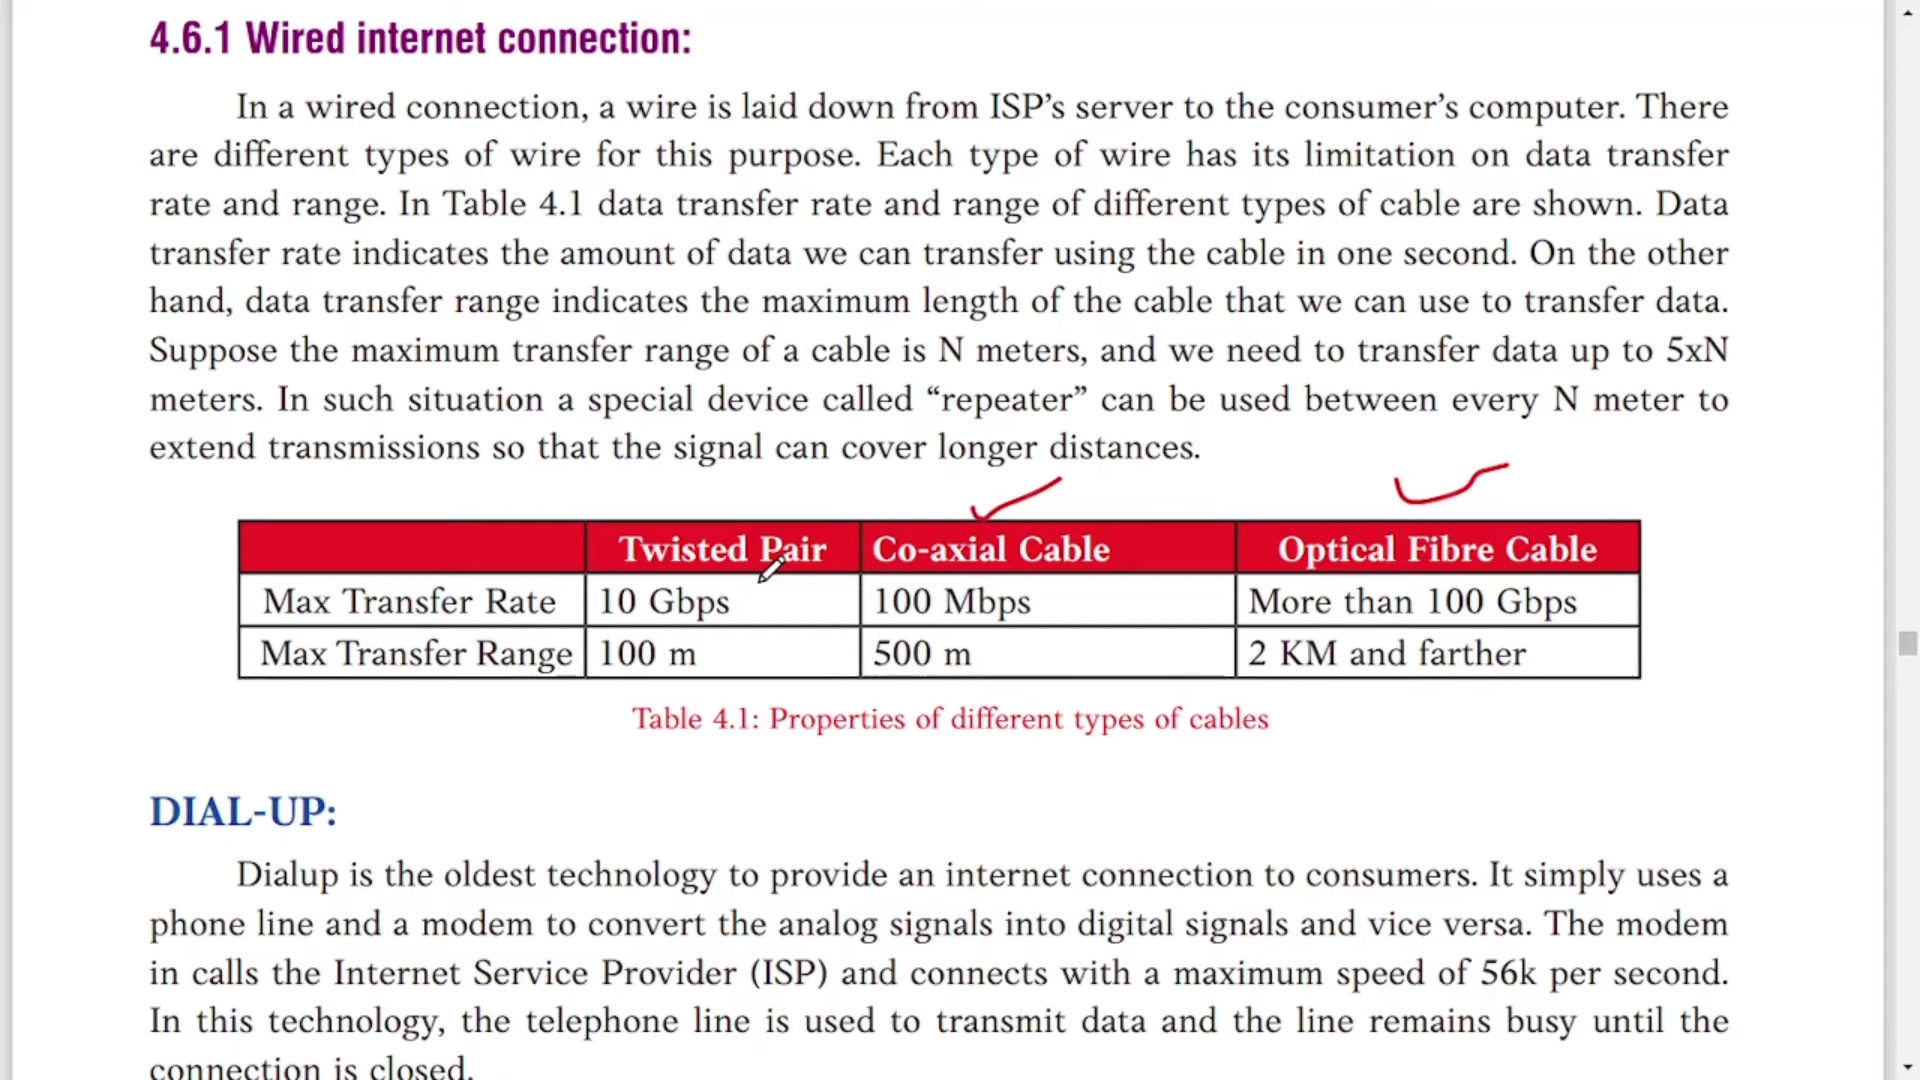 4.6.1 Wired internet connection:
In a wired connection, a wire is laid down from ISP’s server to the consumer’s computer. There
are different types of wire for this purpose. Each type of wire has its limitation on data transfer
rate and range. In Table 4.1 data transfer rate and range of different types of cable are shown. Data
transfer rate indicates the amount of data we can transfer using the cable in one second. On the other
hand, data transfer range indicates the maximum length of the cable that we can use to transfer data.
Suppose the maximum transfer range of a cable is N meters, and we need to transfer data up to 5xN
meters. In such situation a special device called “repeater” can be used between every N meter to
extend transmissions so that the signal can cover longer distances.
Twisted Pair Co-axial Cable Optical Fibre Cable
Max Transfer Rate 10 Gbps 100 Mbps More than 100 Gbps
Max Transfer Range 100 m 500 m 2 KM and farther
Table 4.1: Properties of different types of cables
DIAL-UP:
Dialup is the oldest technology to provide an internet connection to consumers. It simply uses a
phone line and a modem to convert the analog signals into digital signals and vice versa. The modem
in calls the Internet Service Provider (ISP) and connects with a maximum speed of 56k per second.
In this technology, the telephone line is used to transmit data and the line remains busy until the
connection is closed.